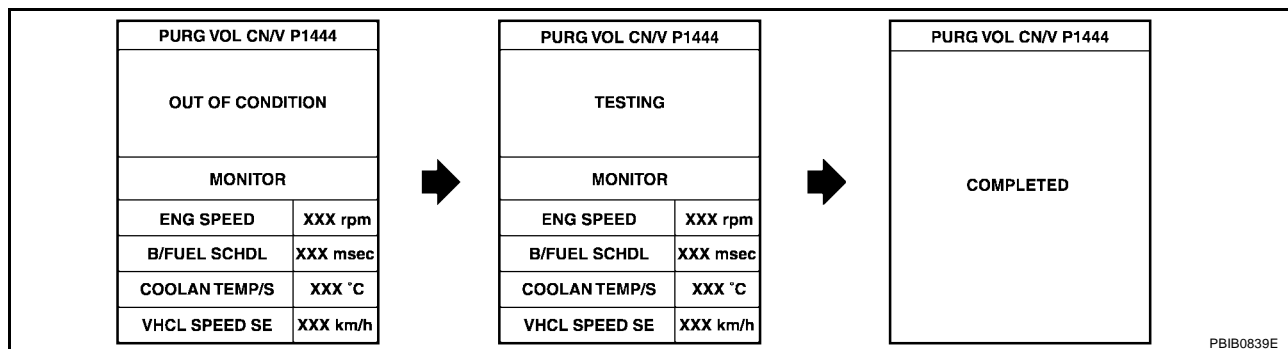 PURG VOL CN/V P1444
OUT OF CONDITION
MONITOR
ENG SPEED XXX rpm
B/FUEL SCHDL XXX msec
COOLAN TEMP/S XXX °C
VHCL SPEED SE XXX km/h
PURG VOL CN/V P1444
TESTING
MONITOR
ENG SPEED XXX rpm
B/FUEL SCHDL XXX msec
COOLAN TEMP/S XXX °C
VHCL SPEED SE XXX km/h
PURG VOL CN/V P1444
COMPLETED
PBIB0839E